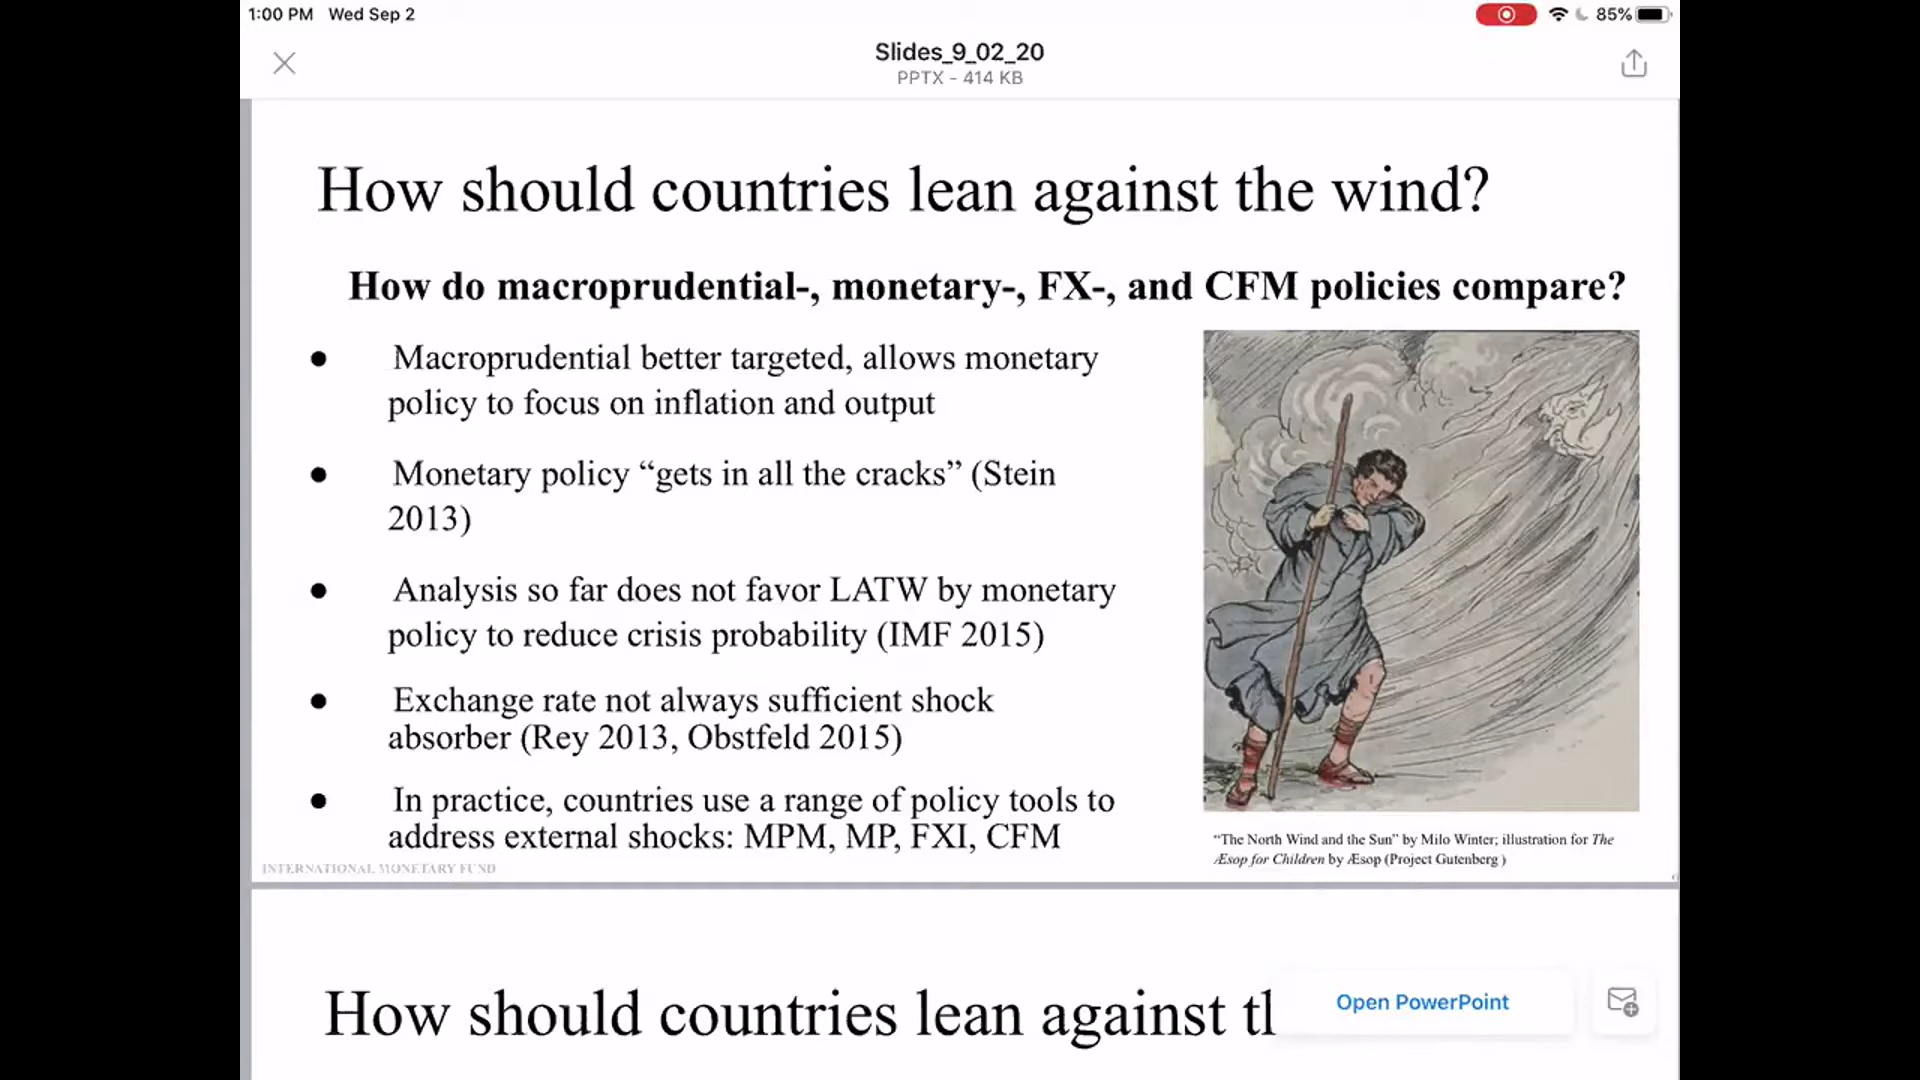 1:00 PM Wed Sep 2
85%
Slides_9_02_20
PPTX - 414 KB
How should countries lean against the wind?
How do macroprudential-, monetary-, FX-, and CFM policies compare?
● Macroprudential better targeted, allows monetary
policy to focus on inflation and output
● Monetary policy “gets in all the cracks” (Stein
2013)
● Analysis so far does not favor LATW by monetary
policy to reduce crisis probability (IMF 2015)
● Exchange rate not always sufficient shock
absorber (Rey 2013, Obstfeld 2015)
● In practice, countries use a range of policy tools to
address external shocks: MPM, MP, FXI, CFM
“The North Wind and the Sun” by Milo Winter; illustration for The
Æsop for Children by Æsop (Project Gutenberg )
INTERNATIONAL MONETARY FUND
How should countries lean against
Open PowerPoint